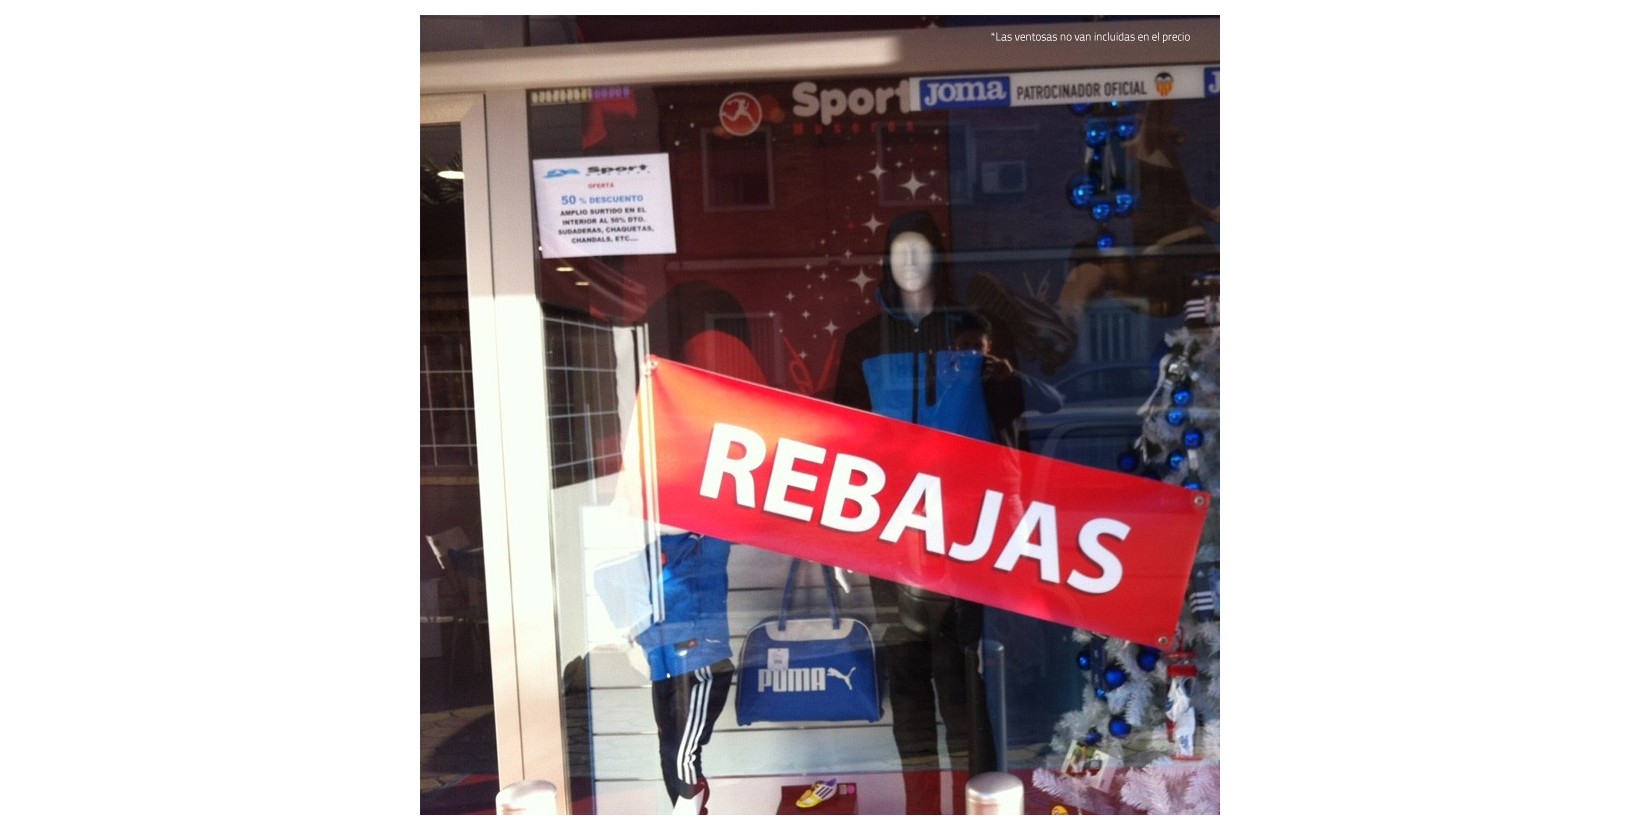 *Las ventosas no van incluidas en el precio
Sport
JOMA PATROCINADOR OFICIAL
Sport
OFERTA
50 % DESCUENTO
AMPLIO SURTIDO EN EL
INTERIOR AL 50% DTO.
SUDADERAS, CHAQUETAS,
CHANDALS, ETC....
REBAJAS
PUMA